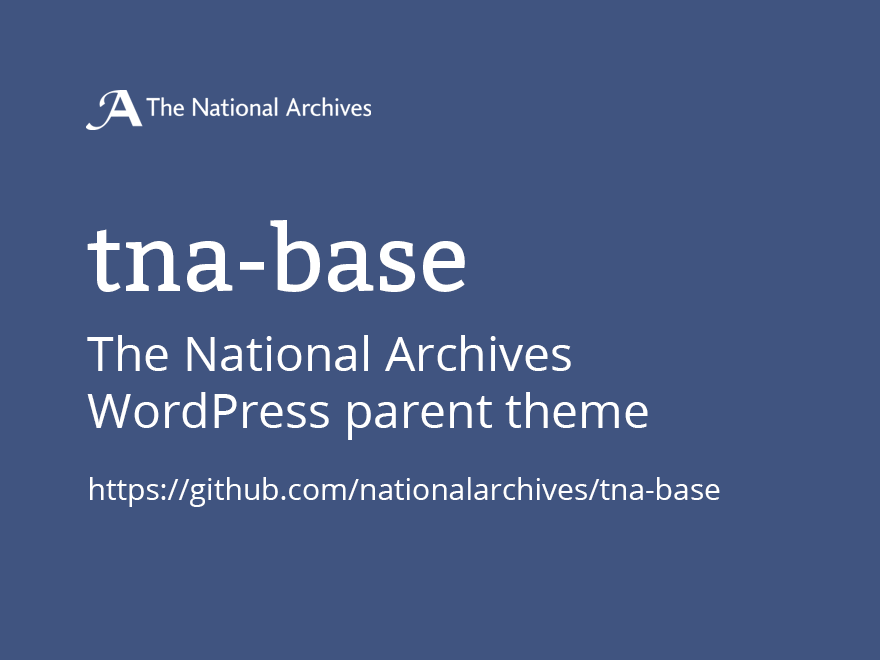 The National Archives
tna-base
The National Archives
WordPress parent theme
https://github.com/nationalarchives/tna-base